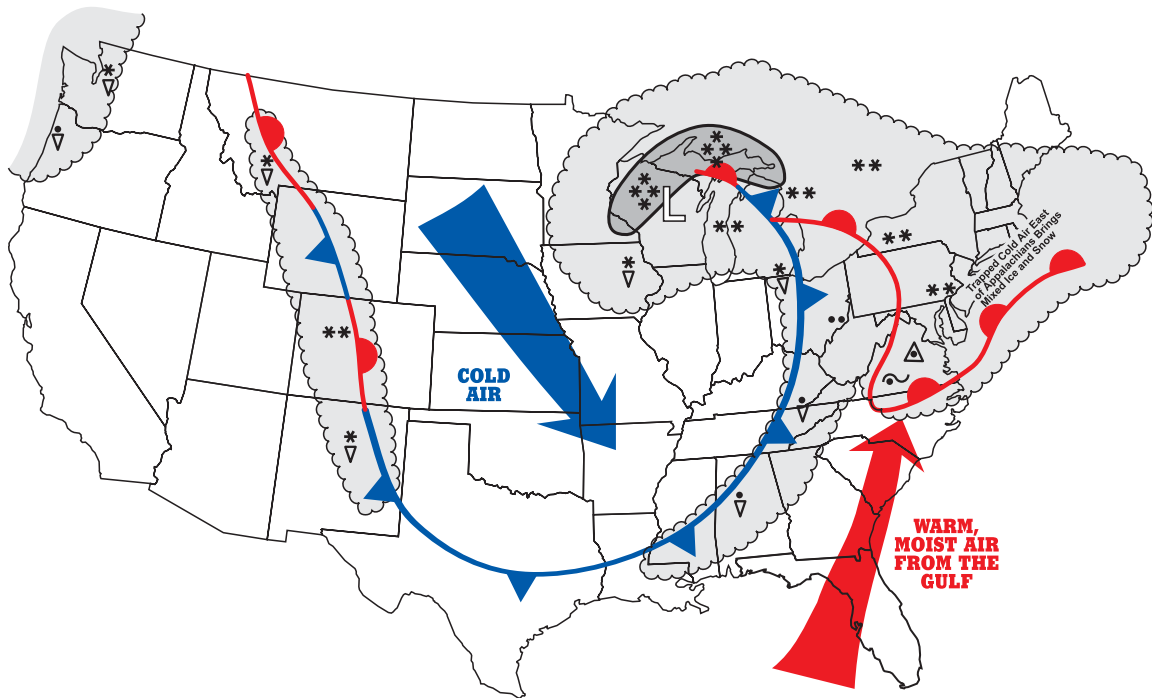 L
Trapped Cold Air East
of Appalachians Brings
Mixed Ice and Snow
COLD
AIR
WARM,
MOIST AIR
FROM THE
GULF